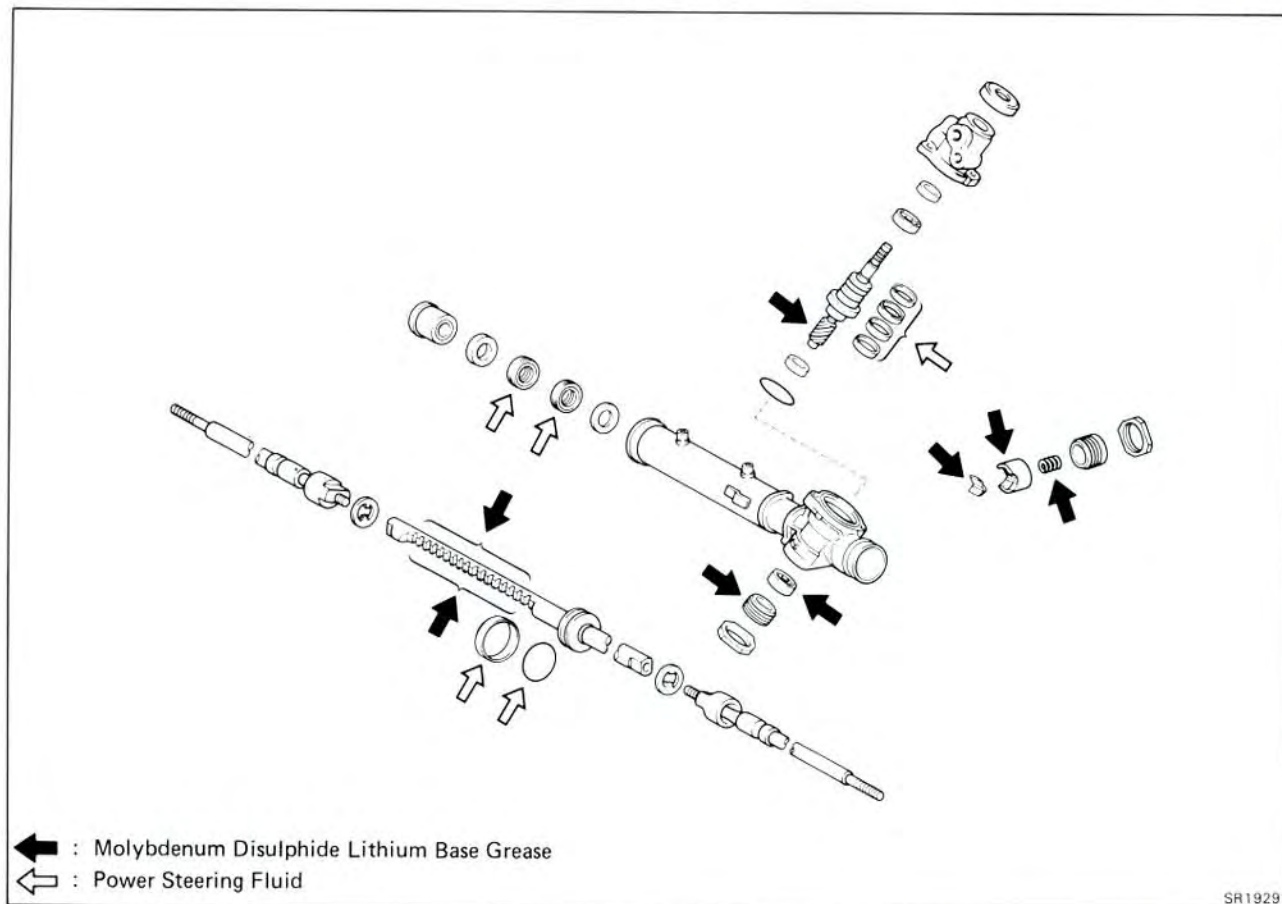 : Molybdenum Disulphide Lithium Base Grease
: Power Steering Fluid
SR1929